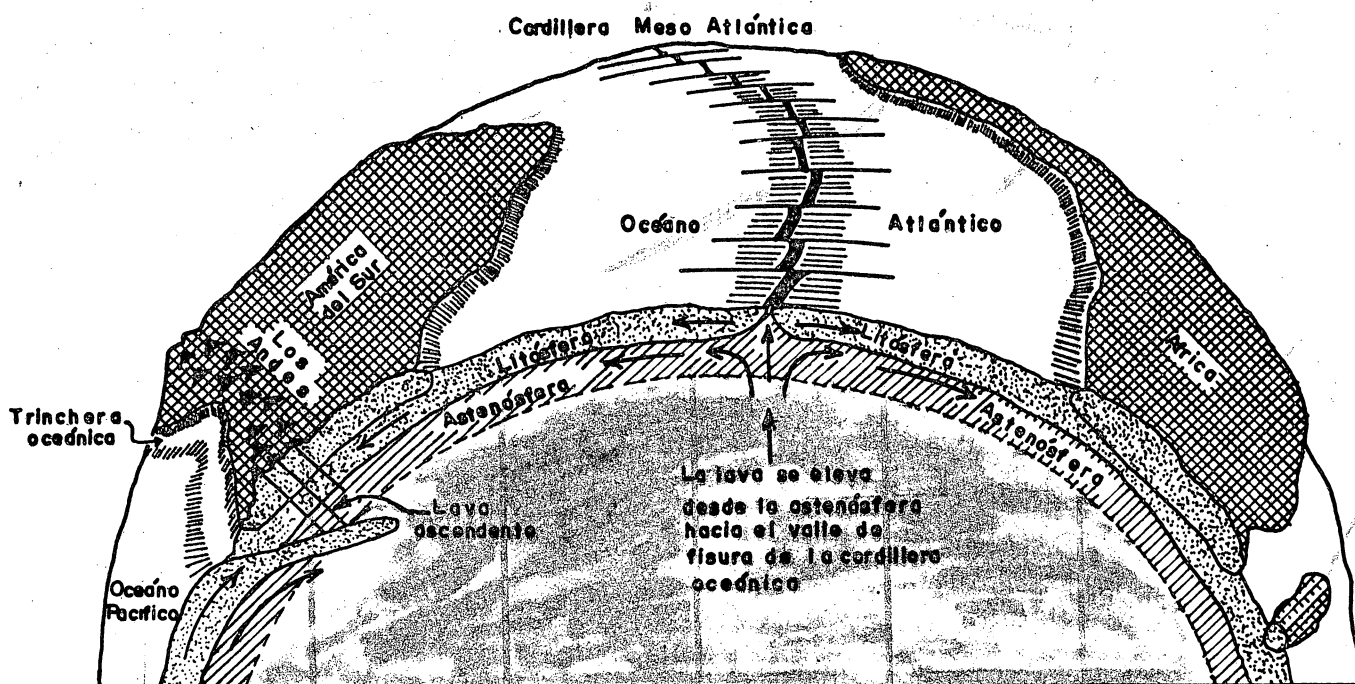 Cordillera Meso Atlántica
Océano
Atlántico
América
del Sur
Los
Andes
Litósfera
Litósfera
Africa
Astenósfera
Astenósfera
Trinchera
oceánica
La lava se eleva
desde la astenósfera
hacia el valle de
fisura de la cordillera
oceánica
Lava
ascendente
Océano
Pacífico